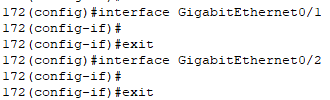 172(config)#interface GigabitEthernet0/1
172(config-if)#
172(config-if)#exit
172(config)#interface GigabitEthernet0/2
172(config-if)#
172(config-if)#exit